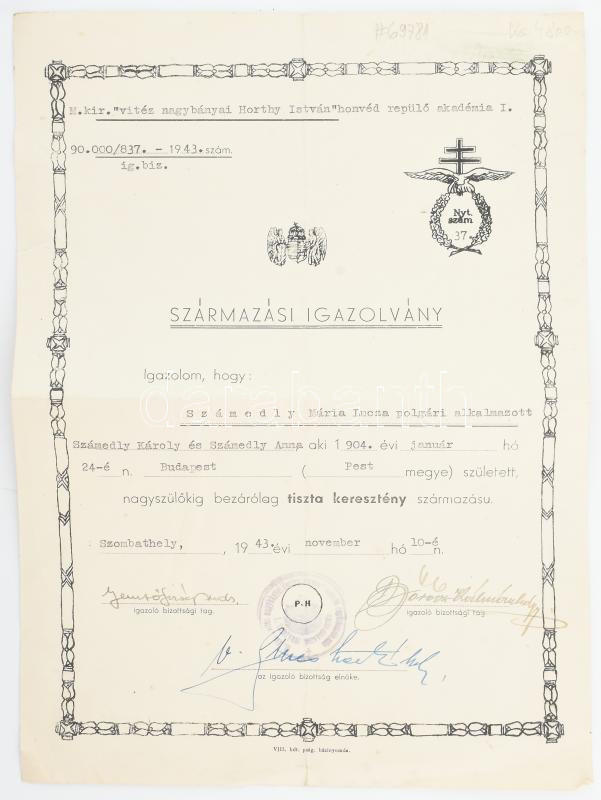 #69781
M.kir."vitéz nagybányai Horthy István"honvéd repülő akadémia I.
90.000/837. - 1943. szám.
ig.biz.
Nyt.
szám
37.
SZÁRMAZÁSI IGAZOLVÁNY
Igazolom, hogy:
Számedly Mária Lucza polgári alkalmazott
Számedly Károly és Számedly Anna aki 1904. évi január hó
24-é n. Budapest ( Pest megye) született,
nagyszülőkig bezárólag tiszta keresztény származásu.
Szombathely, , 1943. évi november hó 10-é n.
igazoló bizottsági tag.
P.H
igazoló bizottsági tag
az igazoló bizottság elnöke.
darabanth